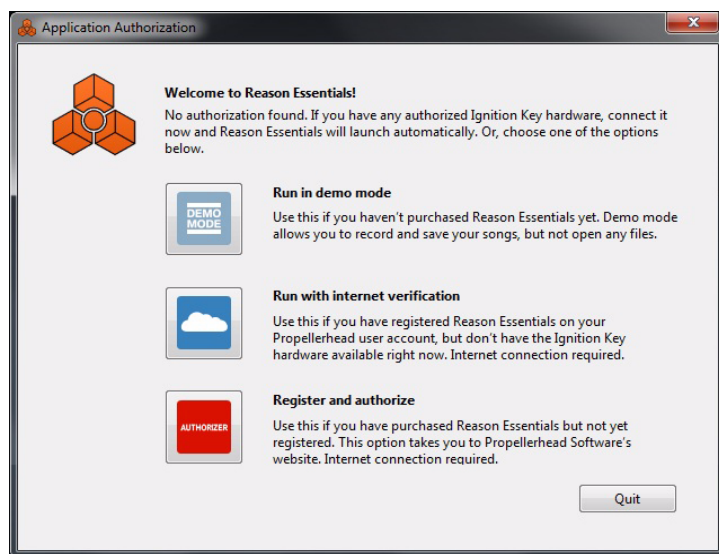 Application Authorization
Welcome to Reason Essentials!
No authorization found. If you have any authorized Ignition Key hardware, connect it
now and Reason Essentials will launch automatically. Or, choose one of the options
below.
DEMO
MODE
Run in demo mode
Use this if you haven't purchased Reason Essentials yet. Demo mode
allows you to record and save your songs, but not open any files.
Run with internet verification
Use this if you have registered Reason Essentials on your
Propellerhead user account, but don't have the Ignition Key
hardware available right now. Internet connection required.
AUTHORIZER
Register and authorize
Use this if you have purchased Reason Essentials but not yet
registered. This option takes you to Propellerhead Software's
website. Internet connection required.
Quit